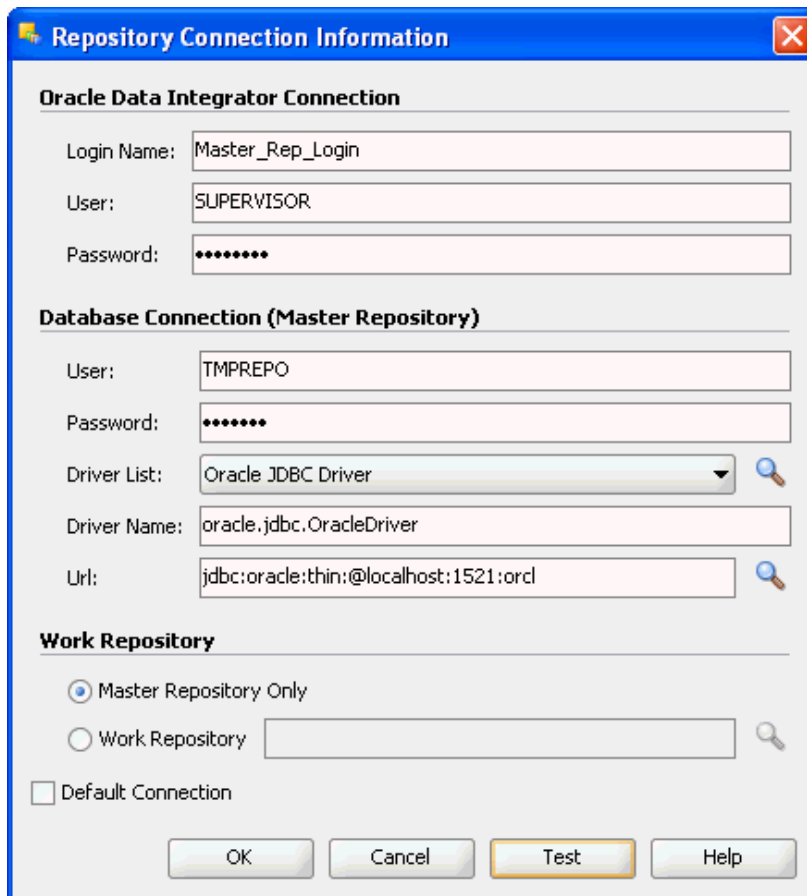 Repository Connection Information
Oracle Data Integrator Connection
Login Name: Master_Rep_Login
User: SUPERVISOR
Password: ••••••••
Database Connection (Master Repository)
User: TMPREPO
Password: •••••••
Driver List: Oracle JDBC Driver
Driver Name: oracle.jdbc.OracleDriver
Url: jdbc:oracle:thin:@localhost:1521:orcl
Work Repository
Master Repository Only
Work Repository
Default Connection
OK Cancel Test Help